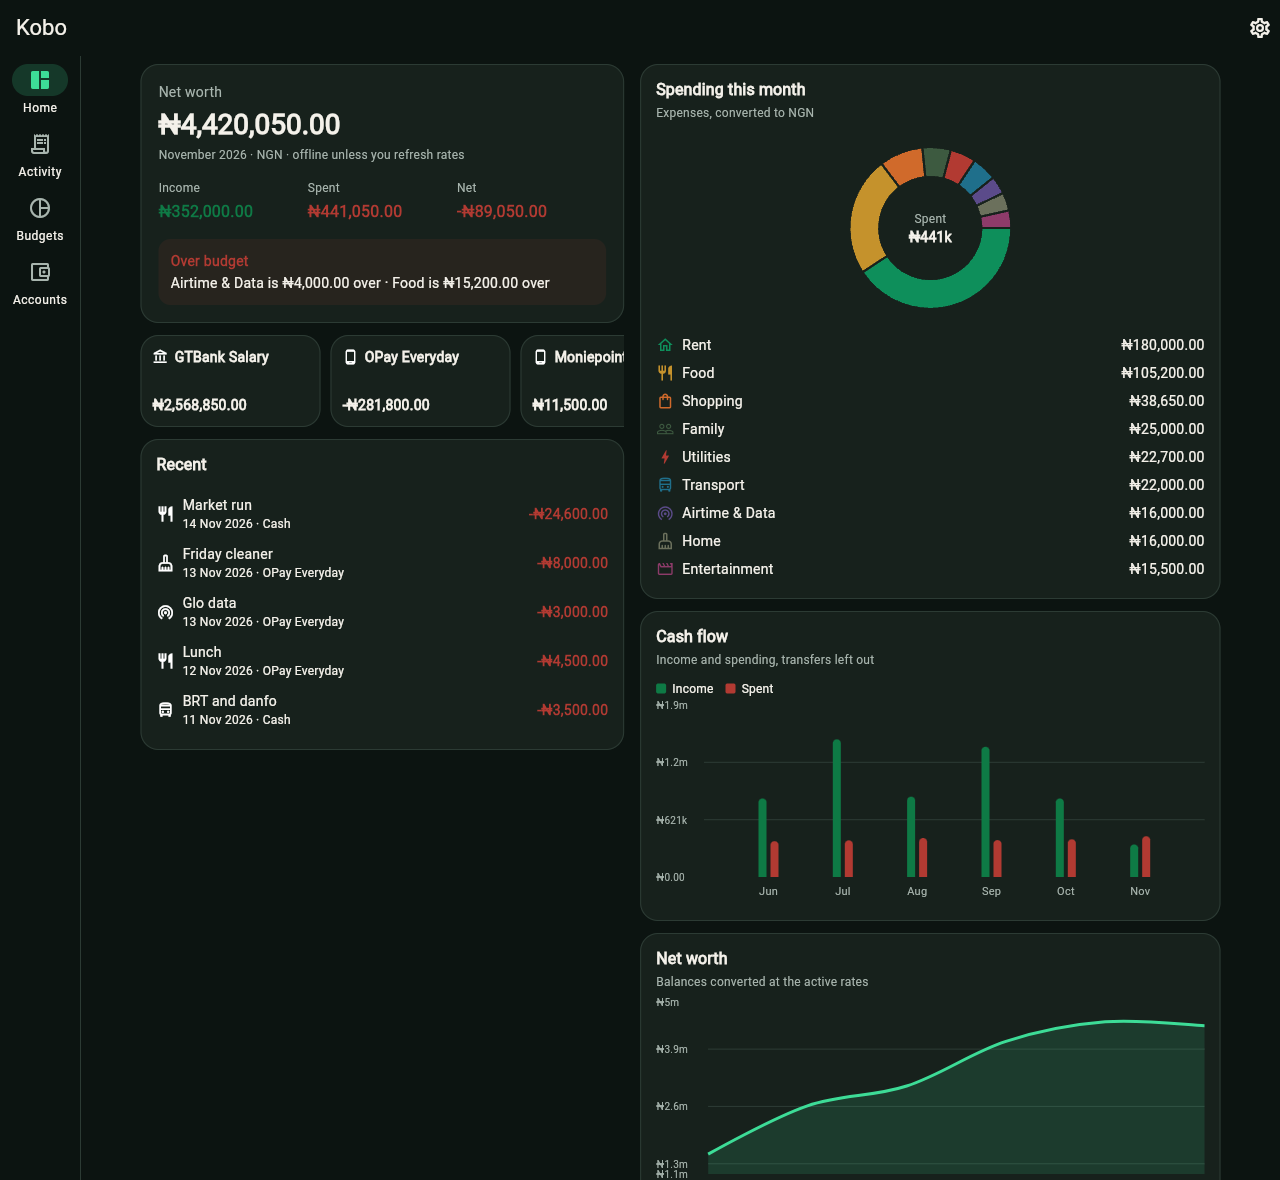 Kobo
Home
Activity
Budgets
Accounts
Net worth
₦4,420,050.00
November 2026 · NGN · offline unless you refresh rates
Income Spent Net
₦352,000.00 ₦441,050.00 -₦89,050.00
Over budget
Airtime & Data is ₦4,000.00 over · Food is ₦15,200.00 over
GTBank Salary
₦2,568,850.00
OPay Everyday
-₦281,800.00
Moniepoint
₦11,500.00
Recent
Market run
14 Nov 2026 · Cash
-₦24,600.00
Friday cleaner
13 Nov 2026 · OPay Everyday
-₦8,000.00
Glo data
13 Nov 2026 · OPay Everyday
-₦3,000.00
Lunch
12 Nov 2026 · OPay Everyday
-₦4,500.00
BRT and danfo
11 Nov 2026 · Cash
-₦3,500.00
Spending this month
Expenses, converted to NGN
Spent
₦441k
Rent ₦180,000.00
Food ₦105,200.00
Shopping ₦38,650.00
Family ₦25,000.00
Utilities ₦22,700.00
Transport ₦22,000.00
Airtime & Data ₦16,000.00
Home ₦16,000.00
Entertainment ₦15,500.00
Cash flow
Income and spending, transfers left out
Income Spent
₦1.9m
₦1.2m
₦621k
₦0.00
Jun Jul Aug Sep Oct Nov
Net worth
Balances converted at the active rates
₦5m
₦3.9m
₦2.6m
₦1.3m
₦1.1m